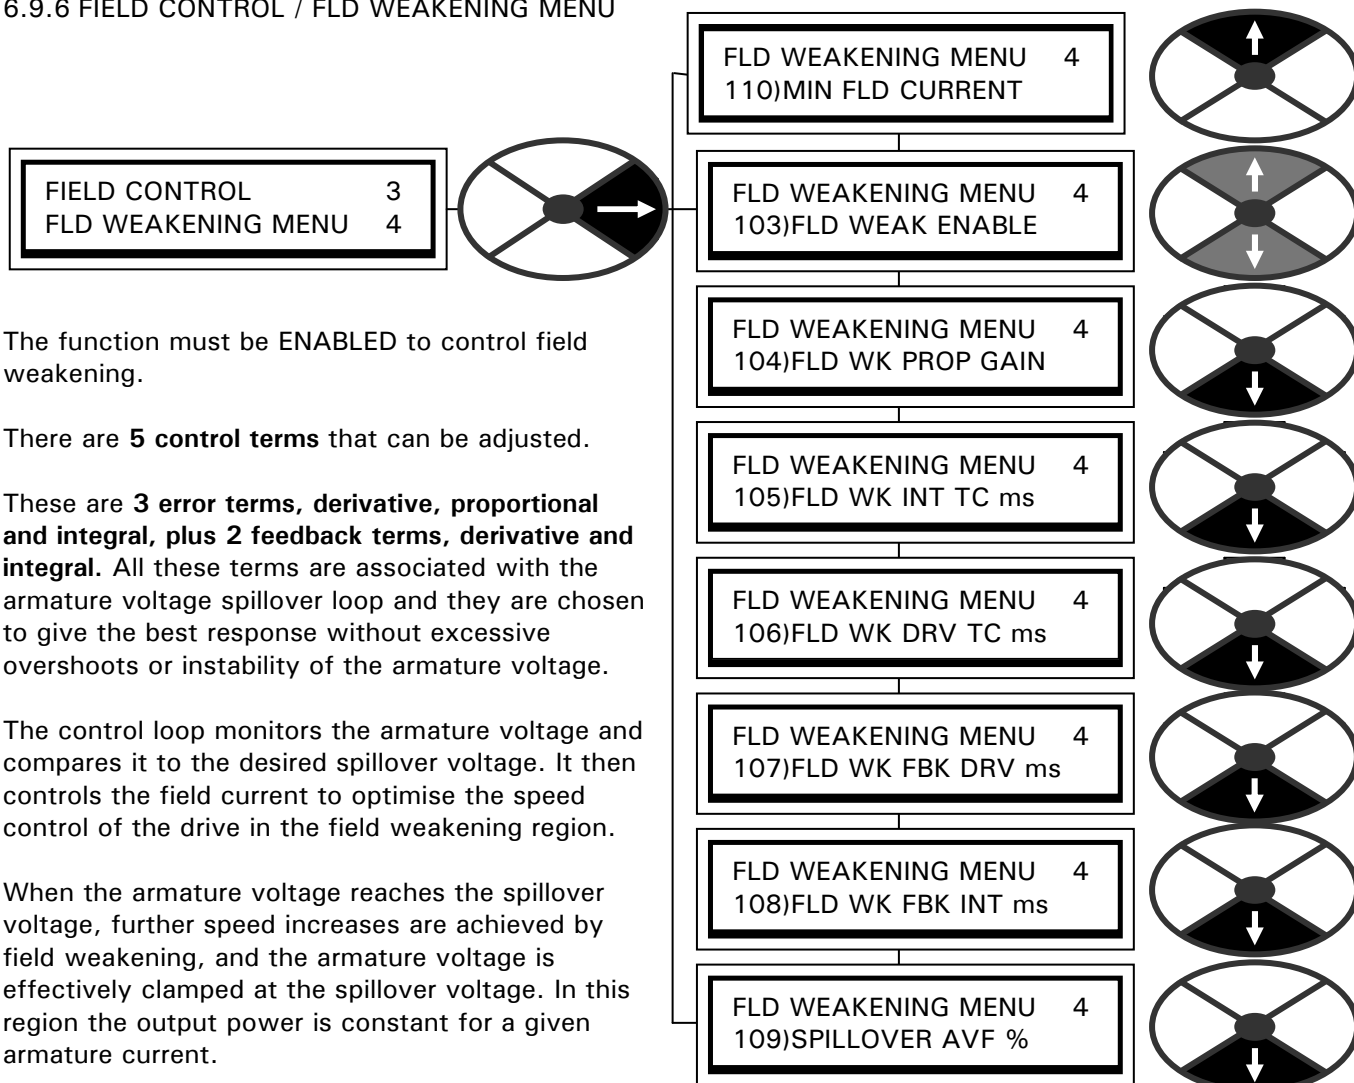 6.9.6 FIELD CONTROL / FLD WEAKENING MENU
FIELD CONTROL 3
FLD WEAKENING MENU 4
The function must be ENABLED to control field
weakening.
There are 5 control terms that can be adjusted.
These are 3 error terms, derivative, proportional
and integral, plus 2 feedback terms, derivative and
integral. All these terms are associated with the
armature voltage spillover loop and they are chosen
to give the best response without excessive
overshoots or instability of the armature voltage.
The control loop monitors the armature voltage and
compares it to the desired spillover voltage. It then
controls the field current to optimise the speed
control of the drive in the field weakening region.
When the armature voltage reaches the spillover
voltage, further speed increases are achieved by
field weakening, and the armature voltage is
effectively clamped at the spillover voltage. In this
region the output power is constant for a given
armature current.
FLD WEAKENING MENU 4
110)MIN FLD CURRENT
FLD WEAKENING MENU 4
103)FLD WEAK ENABLE
FLD WEAKENING MENU 4
104)FLD WK PROP GAIN
FLD WEAKENING MENU 4
105)FLD WK INT TC ms
FLD WEAKENING MENU 4
106)FLD WK DRV TC ms
FLD WEAKENING MENU 4
107)FLD WK FBK DRV ms
FLD WEAKENING MENU 4
108)FLD WK FBK INT ms
FLD WEAKENING MENU 4
109)SPILLOVER AVF %